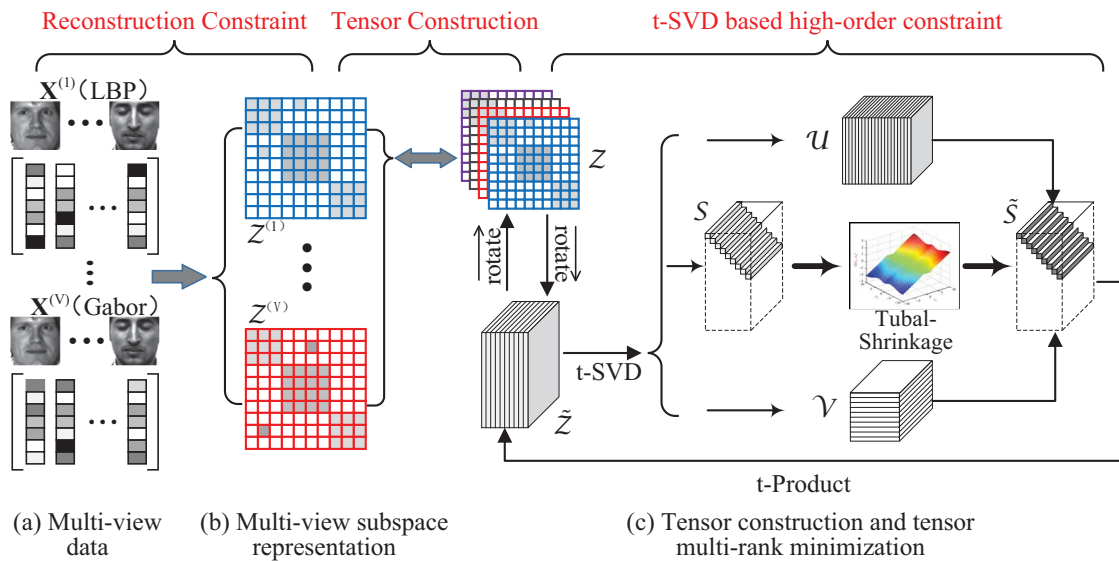 Reconstruction Constraint
Tensor Construction
t-SVD based high-order constraint
X⁽¹⁾(LBP)
Z⁽¹⁾
X⁽ⱽ⁾(Gabor)
Z⁽ⱽ⁾
Z
rotate
rotate
Z̃
t-SVD
U
S
S̃
Tubal-
Shrinkage
V
t-Product
(a) Multi-view
data
(b) Multi-view subspace
representation
(c) Tensor construction and tensor
multi-rank minimization